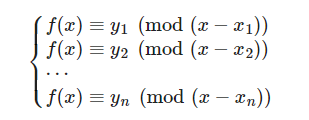 f(x) ≡ y₁ (mod (x − x₁))
f(x) ≡ y₂ (mod (x − x₂))
⋯
f(x) ≡ yₙ (mod (x − xₙ))